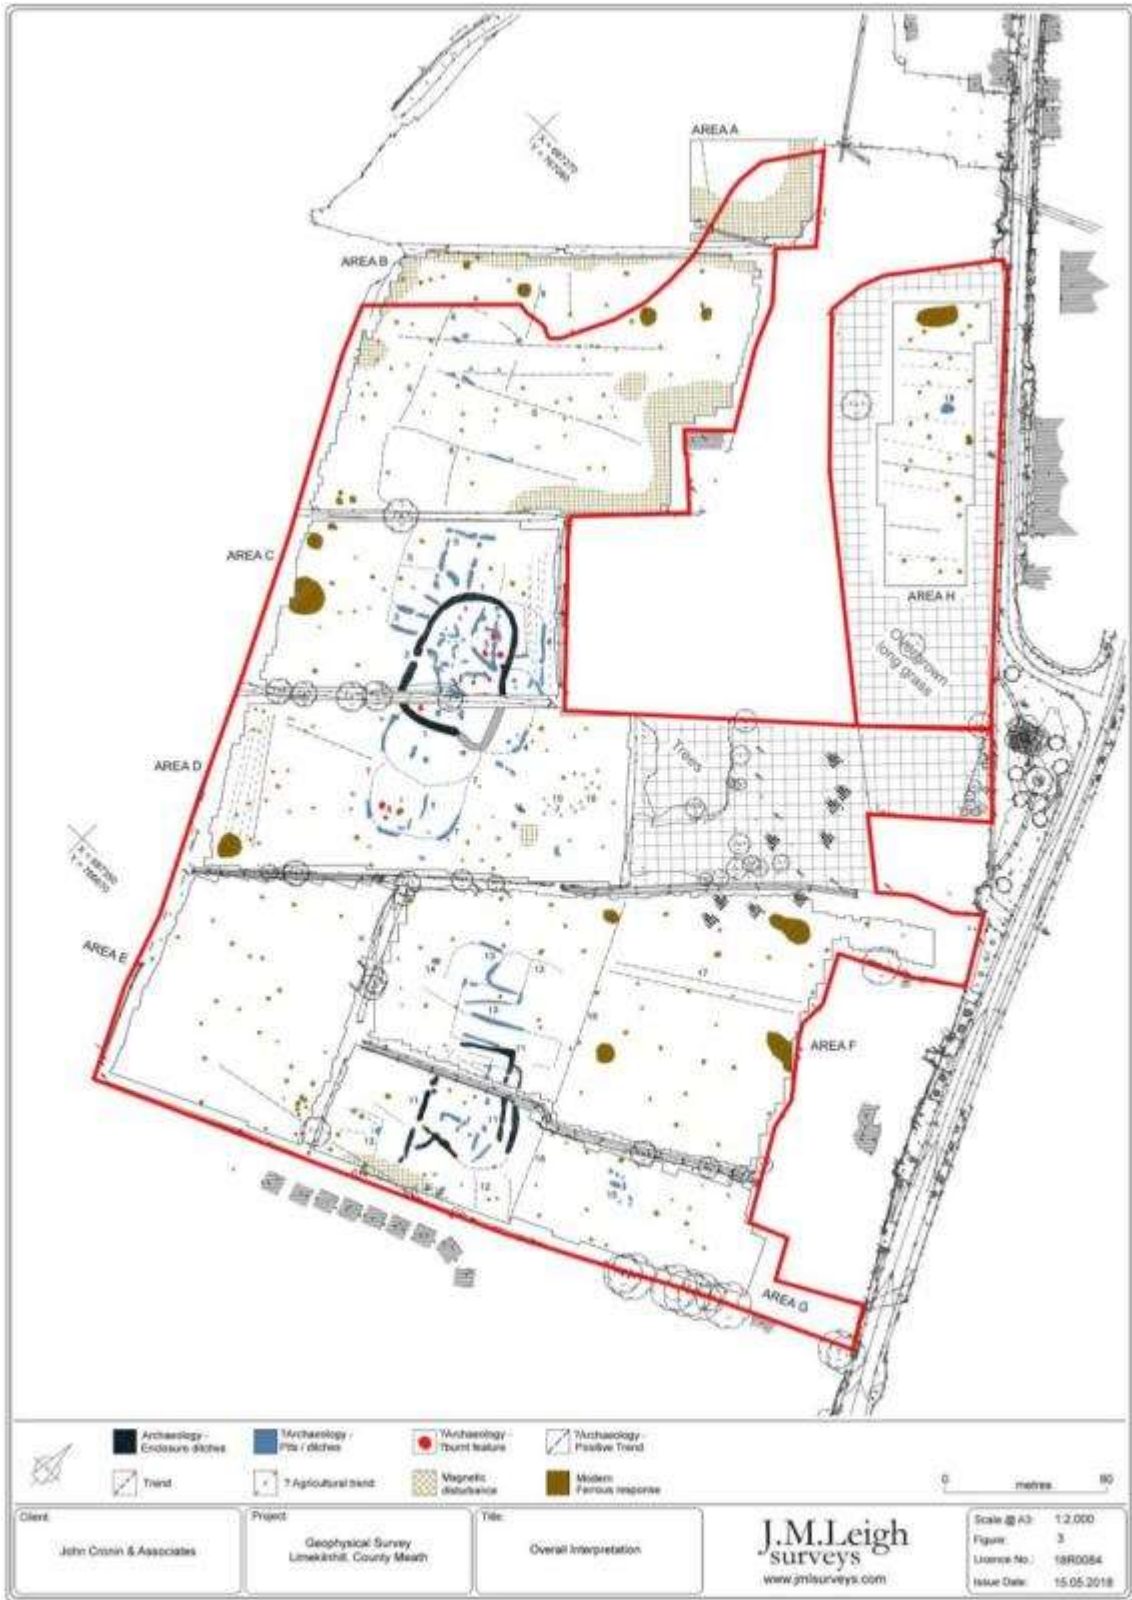 AREA A
X = 687270
AREA B
AREA C
AREA H
Overgrown
long grass
AREA D
Trees
AREA E
AREA F
AREA G
Archaeology -
Enclosure ditches
?Archaeology -
Pits / ditches
?Archaeology -
?burnt feature
?Archaeology -
Positive Trend
Trend
? Agricultural trend
Magnetic
disturbance
Modern
Ferrous response
0 metres 80
Client:
John Cronin & Associates
Project:
Geophysical Survey
Limekilnhill, County Meath
Title:
Overall Interpretation
J.M.Leigh
surveys
www.jmlsurveys.com
Scale @ A3: 1:2,000
Figure: 3
Licence No.: 18R0084
Issue Date: 15.05.2018